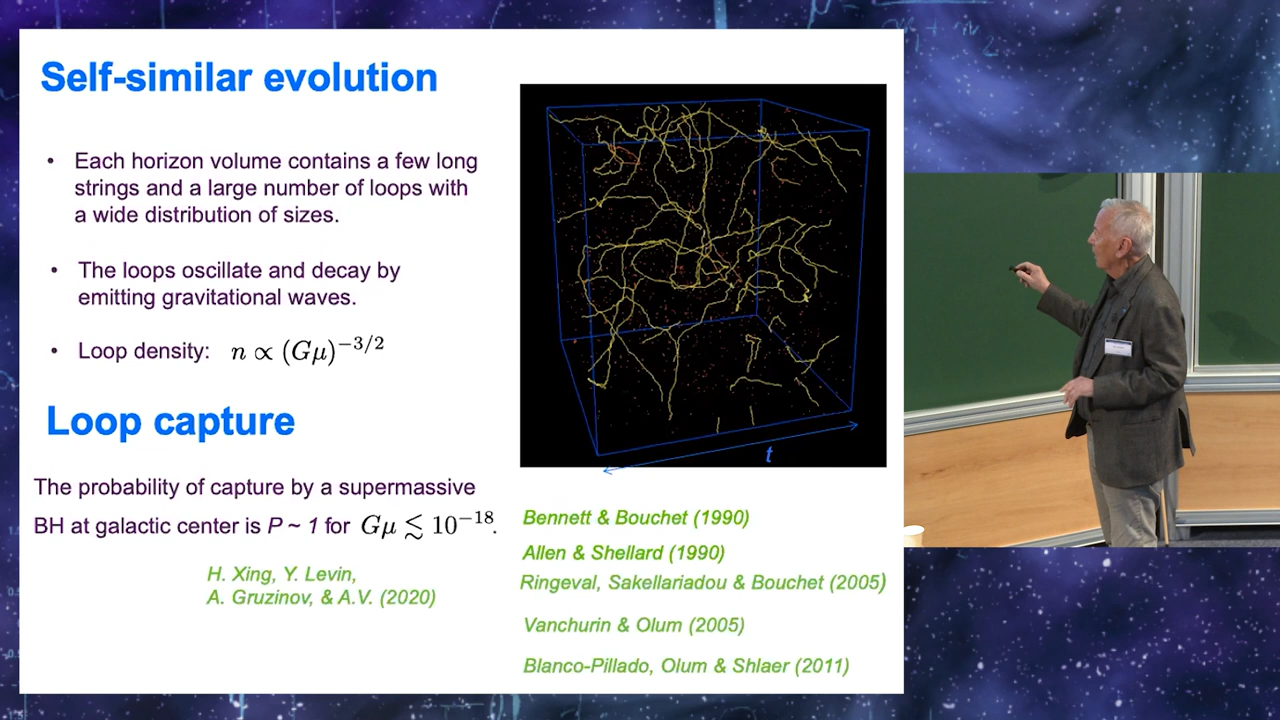 Self-similar evolution
• Each horizon volume contains a few long
strings and a large number of loops with
a wide distribution of sizes.
• The loops oscillate and decay by
emitting gravitational waves.
• Loop density: n ∝ (Gμ)^{−3/2}
Loop capture
The probability of capture by a supermassive
BH at galactic center is P ~ 1 for Gμ ≲ 10^{−18}.
H. Xing, Y. Levin,
A. Gruzinov, & A.V. (2020)
t
Bennett & Bouchet (1990)
Allen & Shellard (1990)
Ringeval, Sakellariadou & Bouchet (2005)
Vanchurin & Olum (2005)
Blanco-Pillado, Olum & Shlaer (2011)